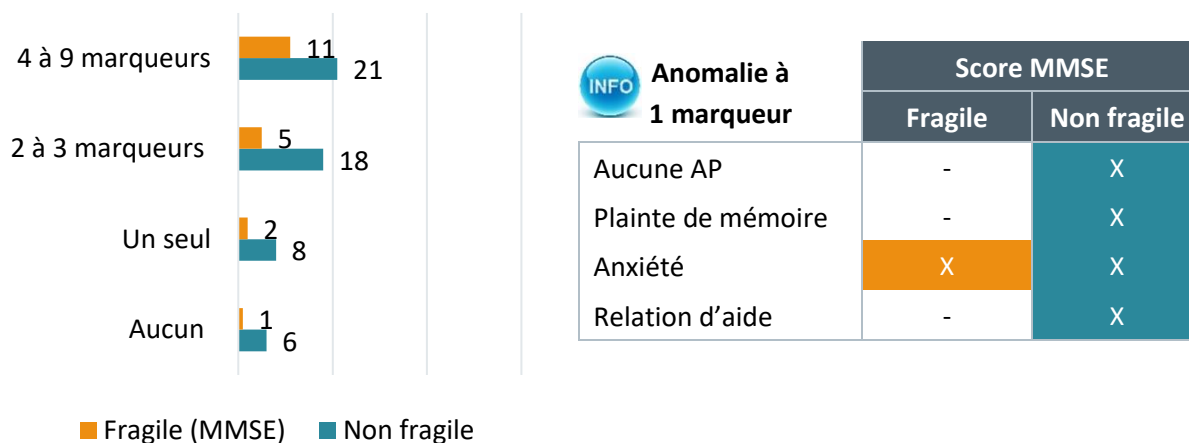 4 à 9 marqueurs
11
21
2 à 3 marqueurs
5
18
Un seul
2
8
Aucun
1
6
Fragile (MMSE) Non fragile
INFO
Anomalie à
1 marqueur
Score MMSE
Fragile Non fragile
Aucune AP - X
Plainte de mémoire - X
Anxiété X X
Relation d’aide - X